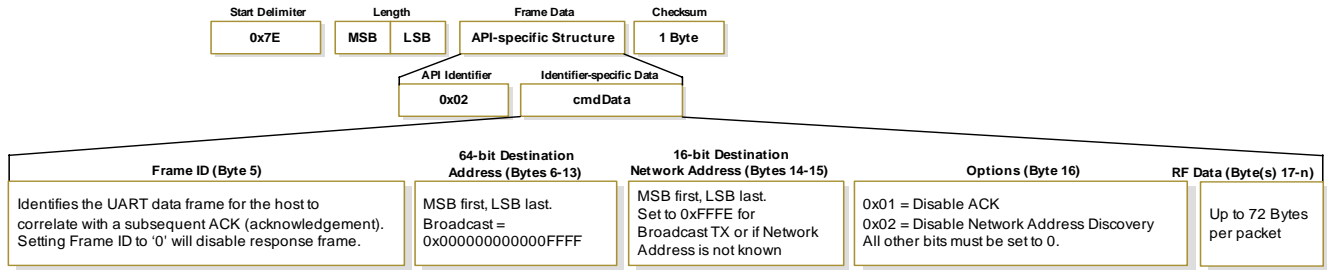 Start Delimiter
Length
Frame Data
Checksum
0x7E
MSB
LSB
API-specific Structure
1 Byte
API Identifier
Identifier-specific Data
0x02
cmdData
Frame ID (Byte 5)
Identifies the UART data frame for the host to
correlate with a subsequent ACK (acknowledgement).
Setting Frame ID to ‘0’ will disable response frame.
64-bit Destination
Address (Bytes 6-13)
MSB first, LSB last.
Broadcast =
0x000000000000FFFF
16-bit Destination
Network Address (Bytes 14-15)
MSB first, LSB last.
Set to 0xFFFE for
Broadcast TX or if Network
Address is not known
Options (Byte 16)
0x01 = Disable ACK
0x02 = Disable Network Address Discovery
All other bits must be set to 0.
RF Data (Byte(s) 17-n)
Up to 72 Bytes
per packet